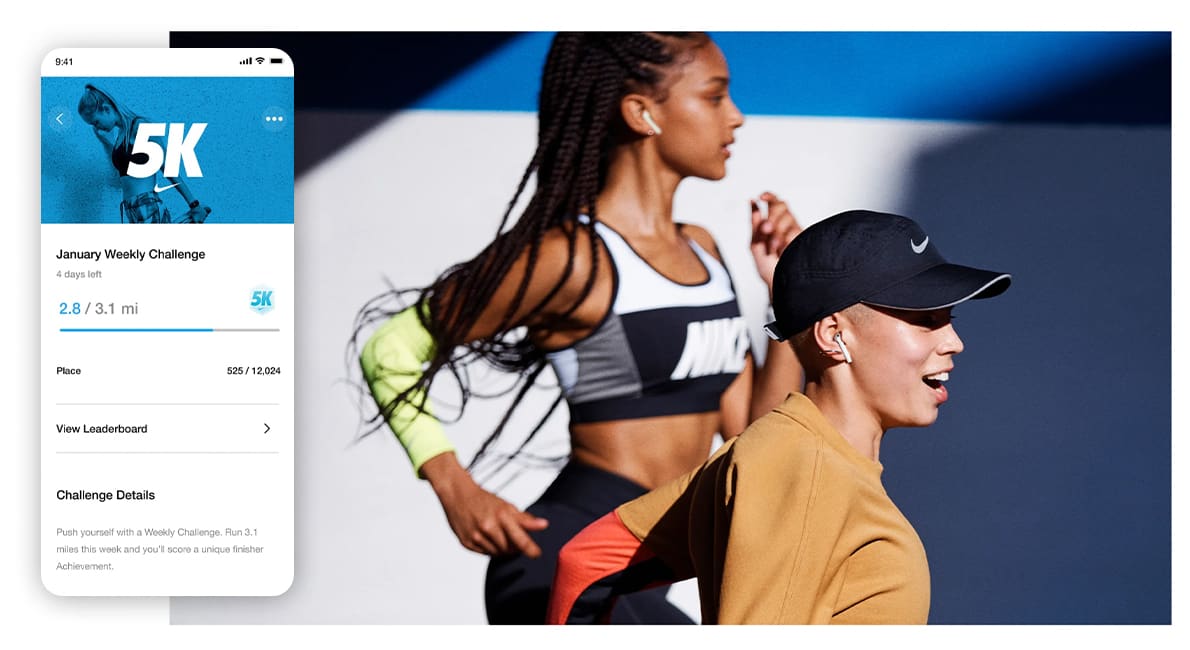 9:41
5K
January Weekly Challenge
4 days left
2.8 / 3.1 mi
5K
Place
525 / 12,024
View Leaderboard
Challenge Details
Push yourself with a Weekly Challenge. Run 3.1
miles this week and you'll score a unique finisher
Achievement.
NIKE